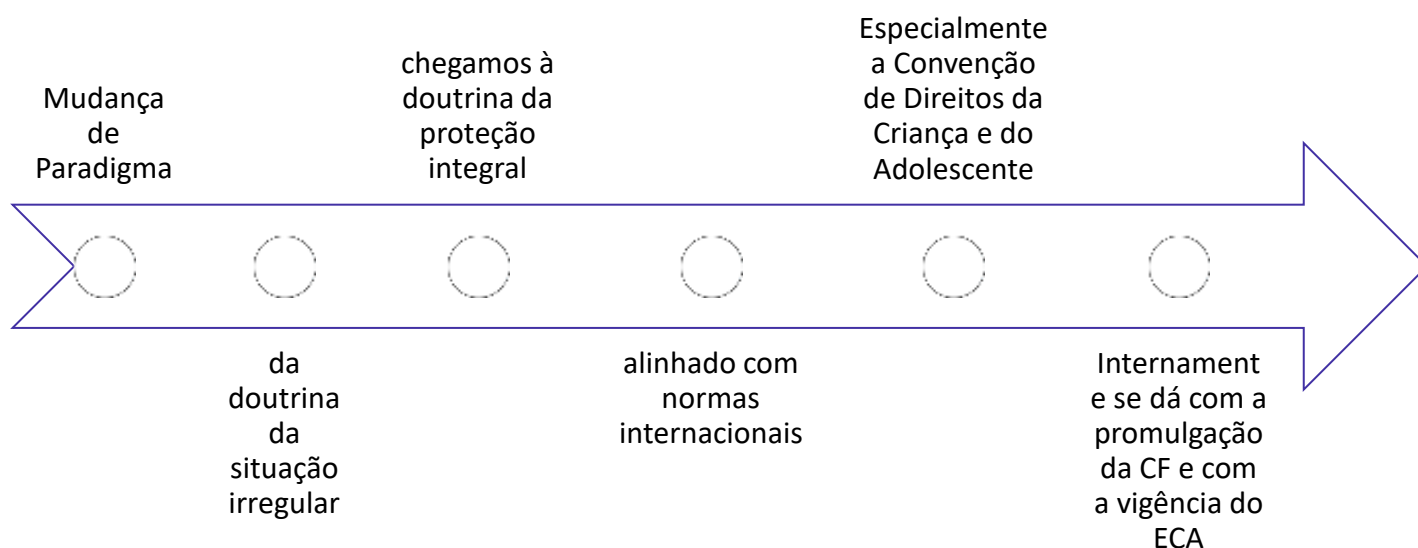 Mudança
de
Paradigma
da
doutrina
da
situação
irregular
chegamos à
doutrina da
proteção
integral
alinhado com
normas
internacionais
Especialmente
a Convenção
de Direitos da
Criança e do
Adolescente
Internament
e se dá com a
promulgação
da CF e com
a vigência do
ECA